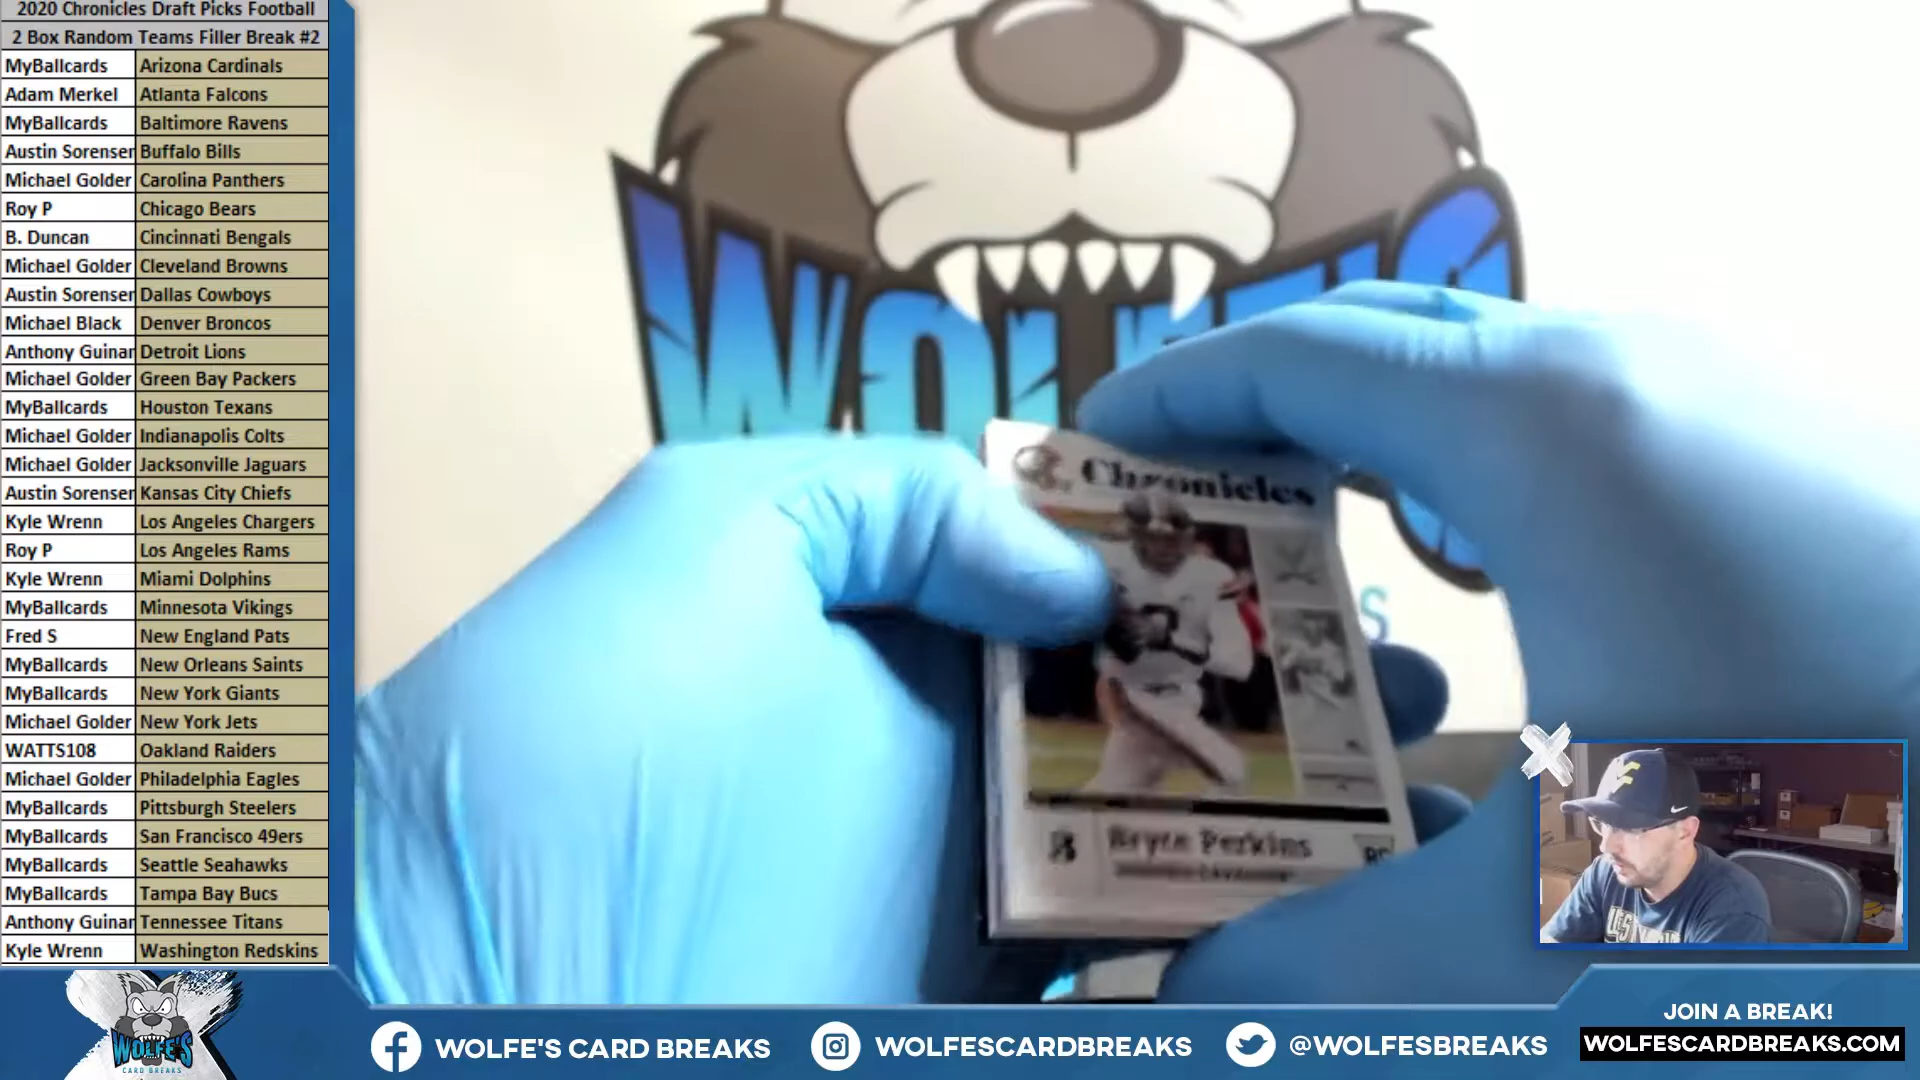 2020 Chronicles Draft Picks Football
2 Box Random Teams Filler Break #2
MyBallcards Arizona Cardinals
Adam Merkel Atlanta Falcons
MyBallcards Baltimore Ravens
Austin Sorenser Buffalo Bills
Michael Golder Carolina Panthers
Roy P Chicago Bears
B. Duncan Cincinnati Bengals
Michael Golder Cleveland Browns
Austin Sorenser Dallas Cowboys
Michael Black Denver Broncos
Anthony Guinar Detroit Lions
Michael Golder Green Bay Packers
MyBallcards Houston Texans
Michael Golder Indianapolis Colts
Michael Golder Jacksonville Jaguars
Austin Sorenser Kansas City Chiefs
Kyle Wrenn Los Angeles Chargers
Roy P Los Angeles Rams
Kyle Wrenn Miami Dolphins
MyBallcards Minnesota Vikings
Fred S New England Pats
MyBallcards New Orleans Saints
MyBallcards New York Giants
Michael Golder New York Jets
WATTS108 Oakland Raiders
Michael Golder Philadelphia Eagles
MyBallcards Pittsburgh Steelers
MyBallcards San Francisco 49ers
MyBallcards Seattle Seahawks
MyBallcards Tampa Bay Bucs
Anthony Guinar Tennessee Titans
Kyle Wrenn Washington Redskins
WOLFE'S
Chronicles
Bryce Perkins
RC
WOLFE'S
CARD BREAKS
WOLFE'S CARD BREAKS
WOLFESCARDBREAKS
@WOLFESBREAKS
JOIN A BREAK!
WOLFESCARDBREAKS.COM